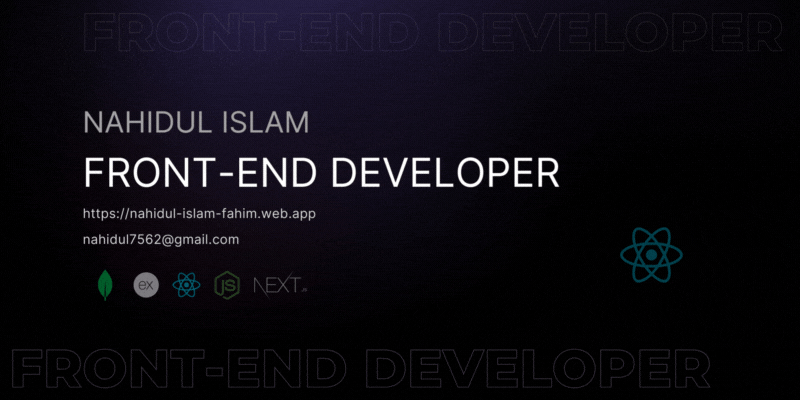 FRONT-END DEVELOPER
NAHIDUL ISLAM
FRONT-END DEVELOPER
https://nahidul-islam-fahim.web.app
nahidul7562@gmail.com
ex JS NEXT.JS
FRONT-END DEVELOPER